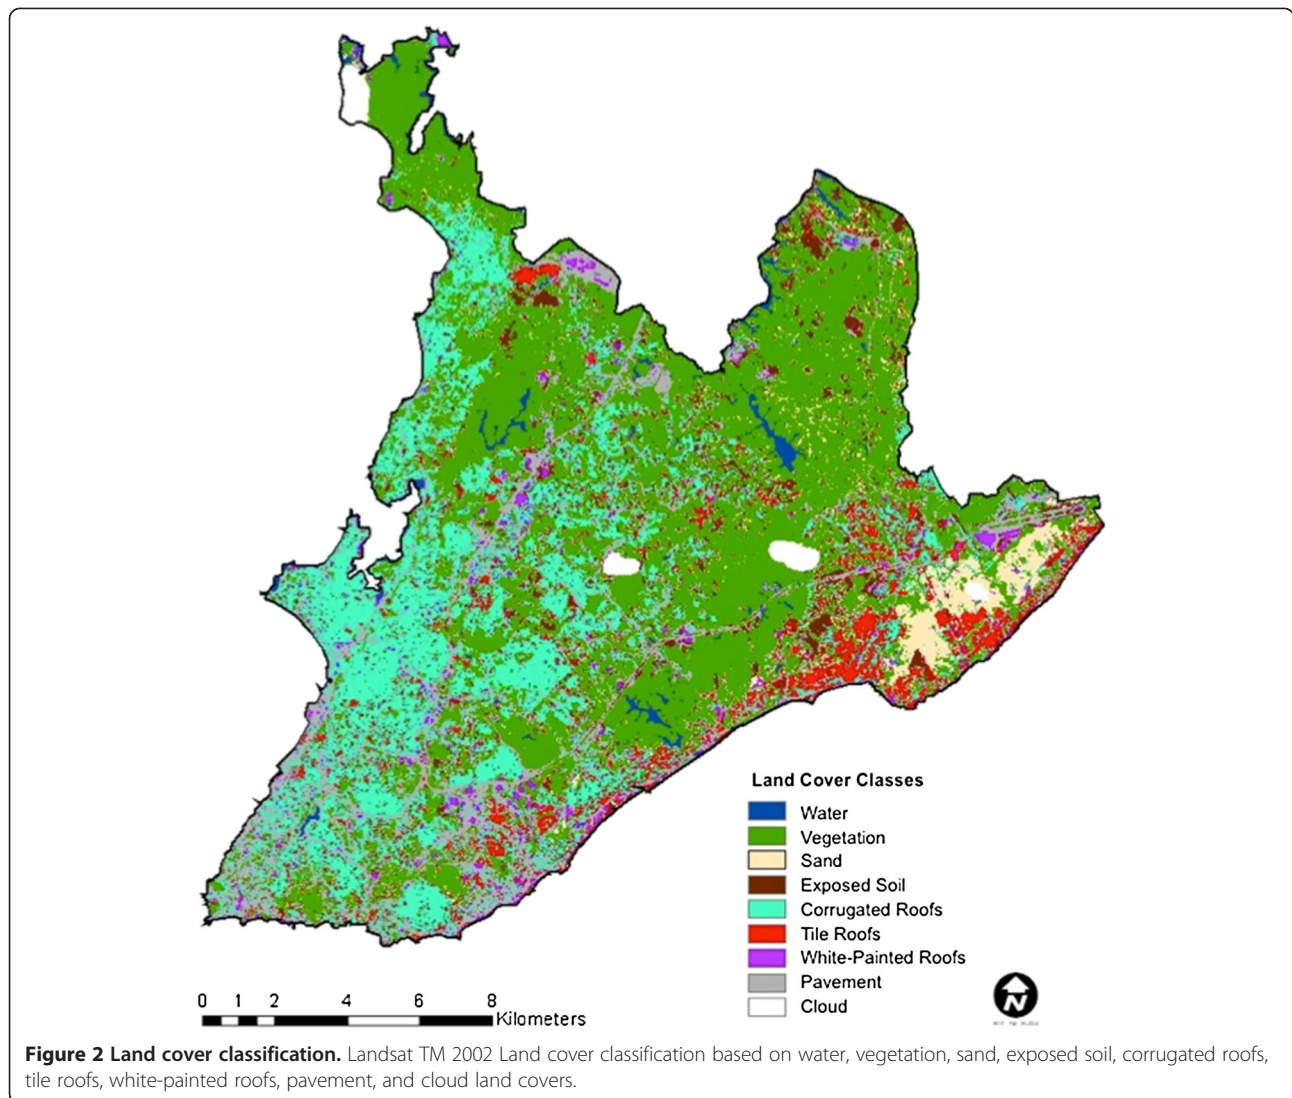 Land Cover Classes
Water
Vegetation
Sand
Exposed Soil
Corrugated Roofs
Tile Roofs
White-Painted Roofs
Pavement
Cloud
N
0 1 2 4 6 8
Kilometers
Figure 2 Land cover classification. Landsat TM 2002 Land cover classification based on water, vegetation, sand, exposed soil, corrugated roofs,
tile roofs, white-painted roofs, pavement, and cloud land covers.